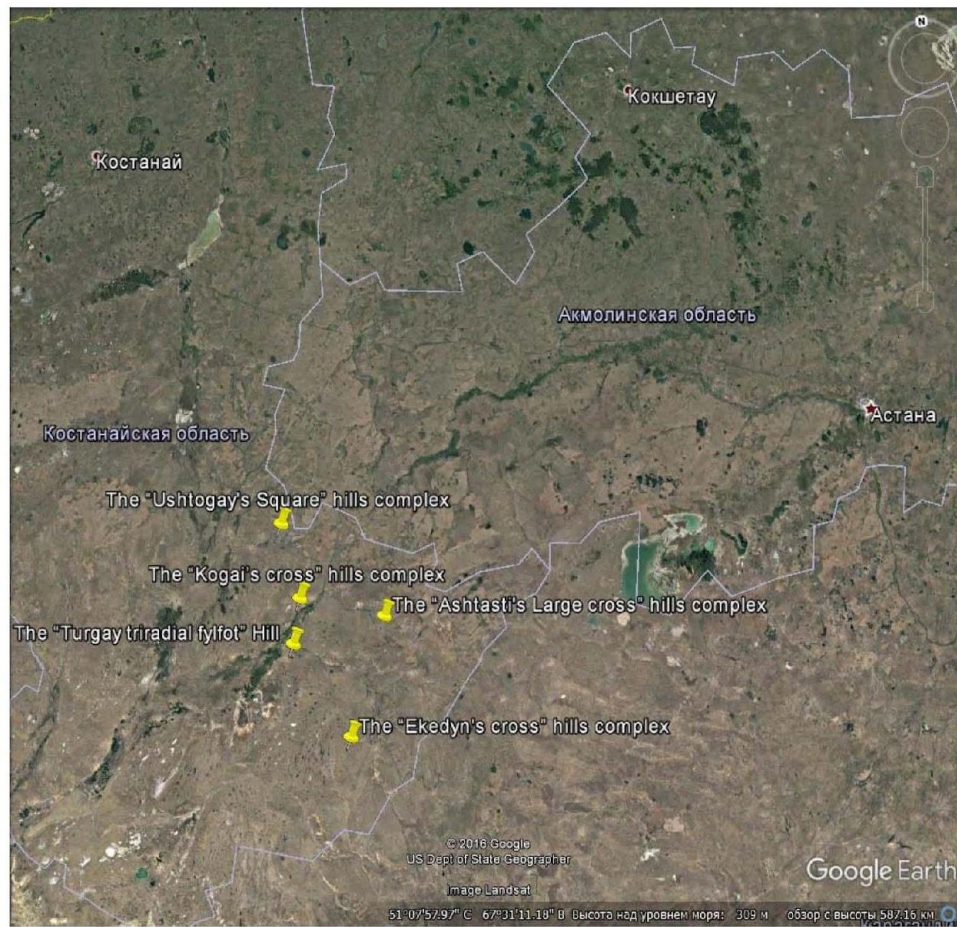 N
Кокшетау
Костанай
Акмолинская область
Астана
Костанайская область
The "Ushtogay's Square" hills complex
The "Kogai's cross" hills complex
The "Ashtasti's Large cross" hills complex
The "Turgay triradial fylfot" Hill
The "Ekedyn's cross" hills complex
© 2016 Google
US Dept of State Geographer
Google Earth
Image Landsat
51°07'57.97" С 67°31'11.18" В Высота над уровнем моря: 309 м обзор с высоты 587.16 км